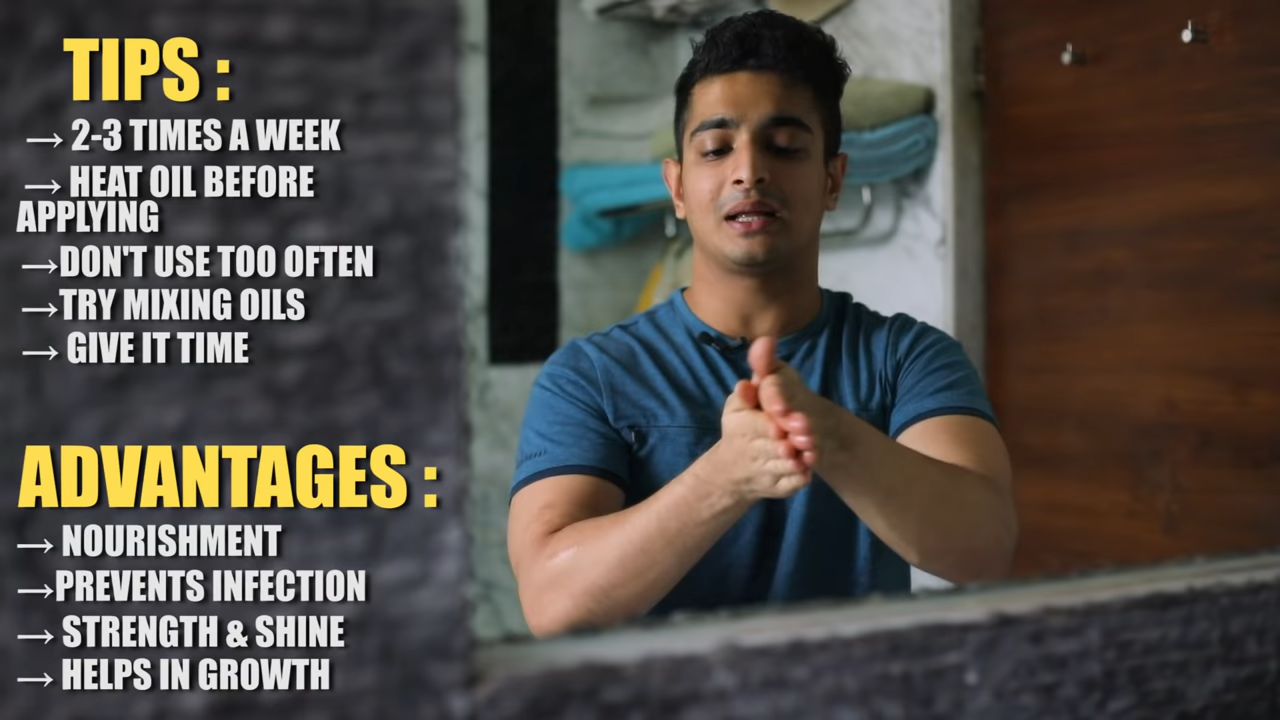 TIPS :
→ 2-3 TIMES A WEEK
→ HEAT OIL BEFORE
APPLYING
→DON'T USE TOO OFTEN
→TRY MIXING OILS
→ GIVE IT TIME
ADVANTAGES :
→ NOURISHMENT
→PREVENTS INFECTION
→ STRENGTH & SHINE
→ HELPS IN GROWTH